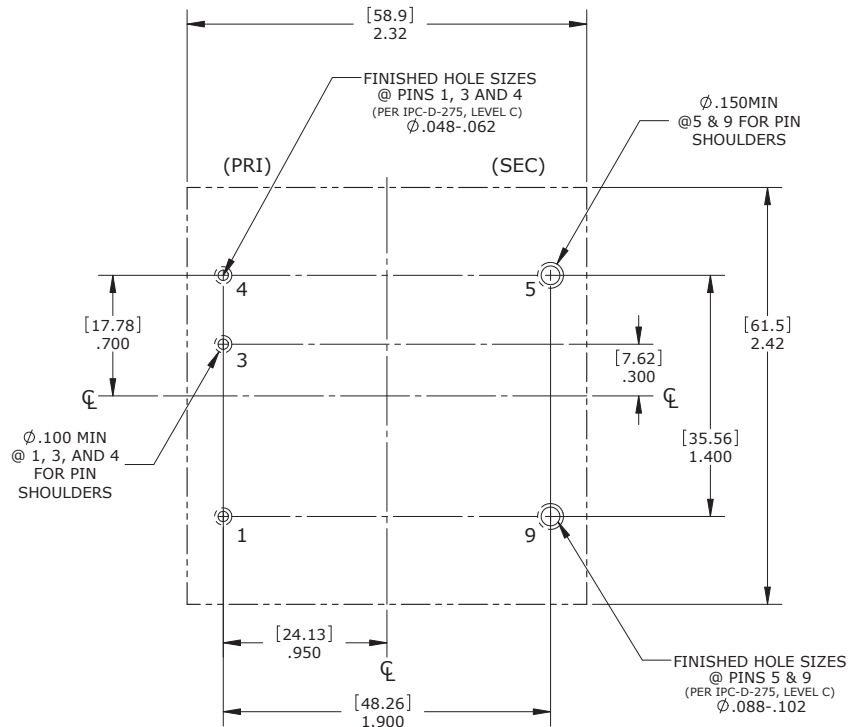 [58.9]
2.32
FINISHED HOLE SIZES
@ PINS 1, 3 AND 4
(PER IPC-D-275, LEVEL C)
∅.048-.062
∅.150MIN
@5 & 9 FOR PIN
SHOULDERS
(PRI)
(SEC)
4
5
[17.78]
.700
3
[7.62]
.300
[61.5]
2.42
℄
℄
∅.100 MIN
@ 1, 3, AND 4
FOR PIN
SHOULDERS
[35.56]
1.400
1
9
[24.13]
.950
℄
[48.26]
1.900
FINISHED HOLE SIZES
@ PINS 5 & 9
(PER IPC-D-275, LEVEL C)
∅.088-.102